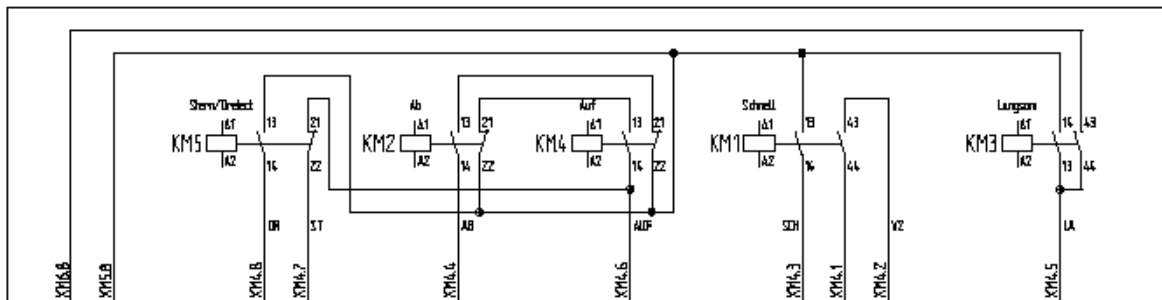 Stern/Dreieck
Ab
Auf
Schnell
Langsam
A1 13 21
A1 13 21
A1 13 21
A1 13 43
A1 14 43
KM5
KM2
KM4
KM1
KM3
A2 14 22
A2 14 22
A2 14 22
A2 14 44
A2 13 44
DR
ST
AB
AUF
SCH
VZ
LA
XM6.8
XM5.8
XM4.8
XM4.7
XM4.4
XM4.6
XM4.3
XM4.1
XM4.2
XM4.5